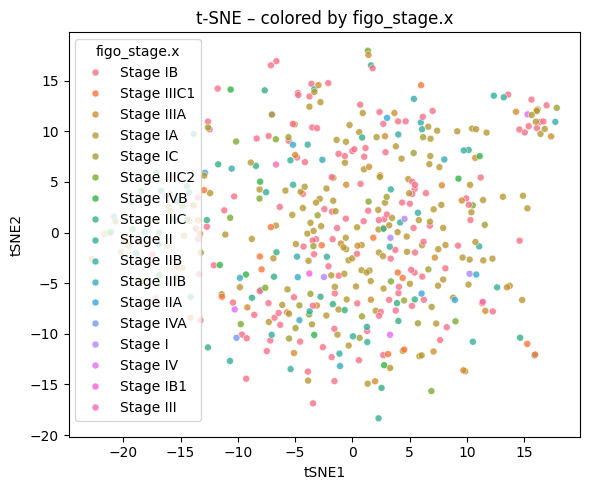 t-SNE – colored by figo_stage.x
figo_stage.x
Stage IB
Stage IIIC1
Stage IIIA
Stage IA
Stage IC
Stage IIIC2
Stage IVB
Stage IIIC
Stage II
Stage IIB
Stage IIIB
Stage IIA
Stage IVA
Stage I
Stage IV
Stage IB1
Stage III
tSNE2
15
10
5
0
−5
−10
−15
−20
−20
−15
−10
−5
0
5
10
15
tSNE1